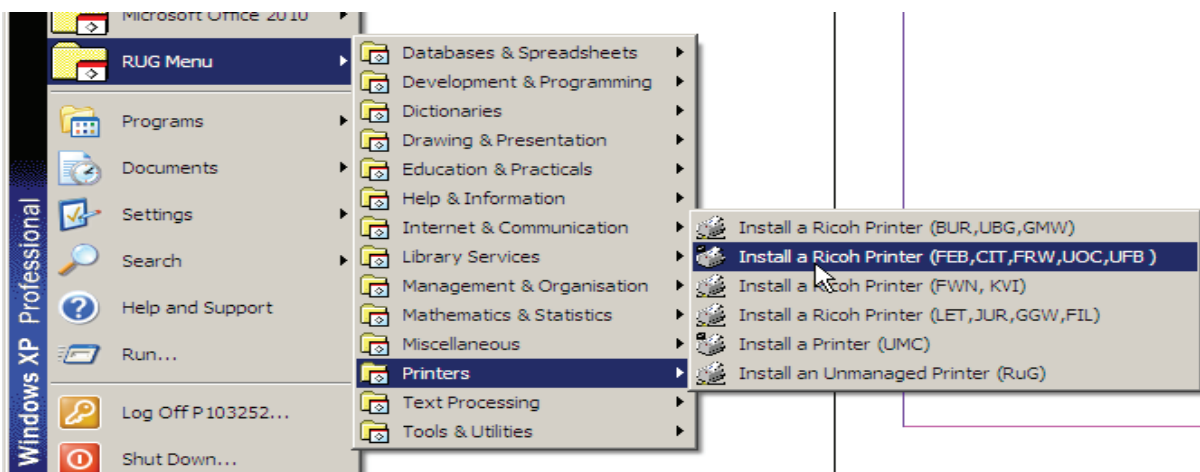 Microsoft Office 2010
RUG Menu
Programs
Documents
Settings
Search
Help and Support
Run...
Log Off P103252...
Shut Down...
Windows XP Professional
Databases & Spreadsheets
Development & Programming
Dictionaries
Drawing & Presentation
Education & Practicals
Help & Information
Internet & Communication
Library Services
Management & Organisation
Mathematics & Statistics
Miscellaneous
Printers
Text Processing
Tools & Utilities
Install a Ricoh Printer (BUR,UBG,GMW)
Install a Ricoh Printer (FEB,CIT,FRW,UOC,UFB )
Install a Ricoh Printer (FWN, KVI)
Install a Ricoh Printer (LET,JUR,GGW,FIL)
Install a Printer (UMC)
Install an Unmanaged Printer (RuG)